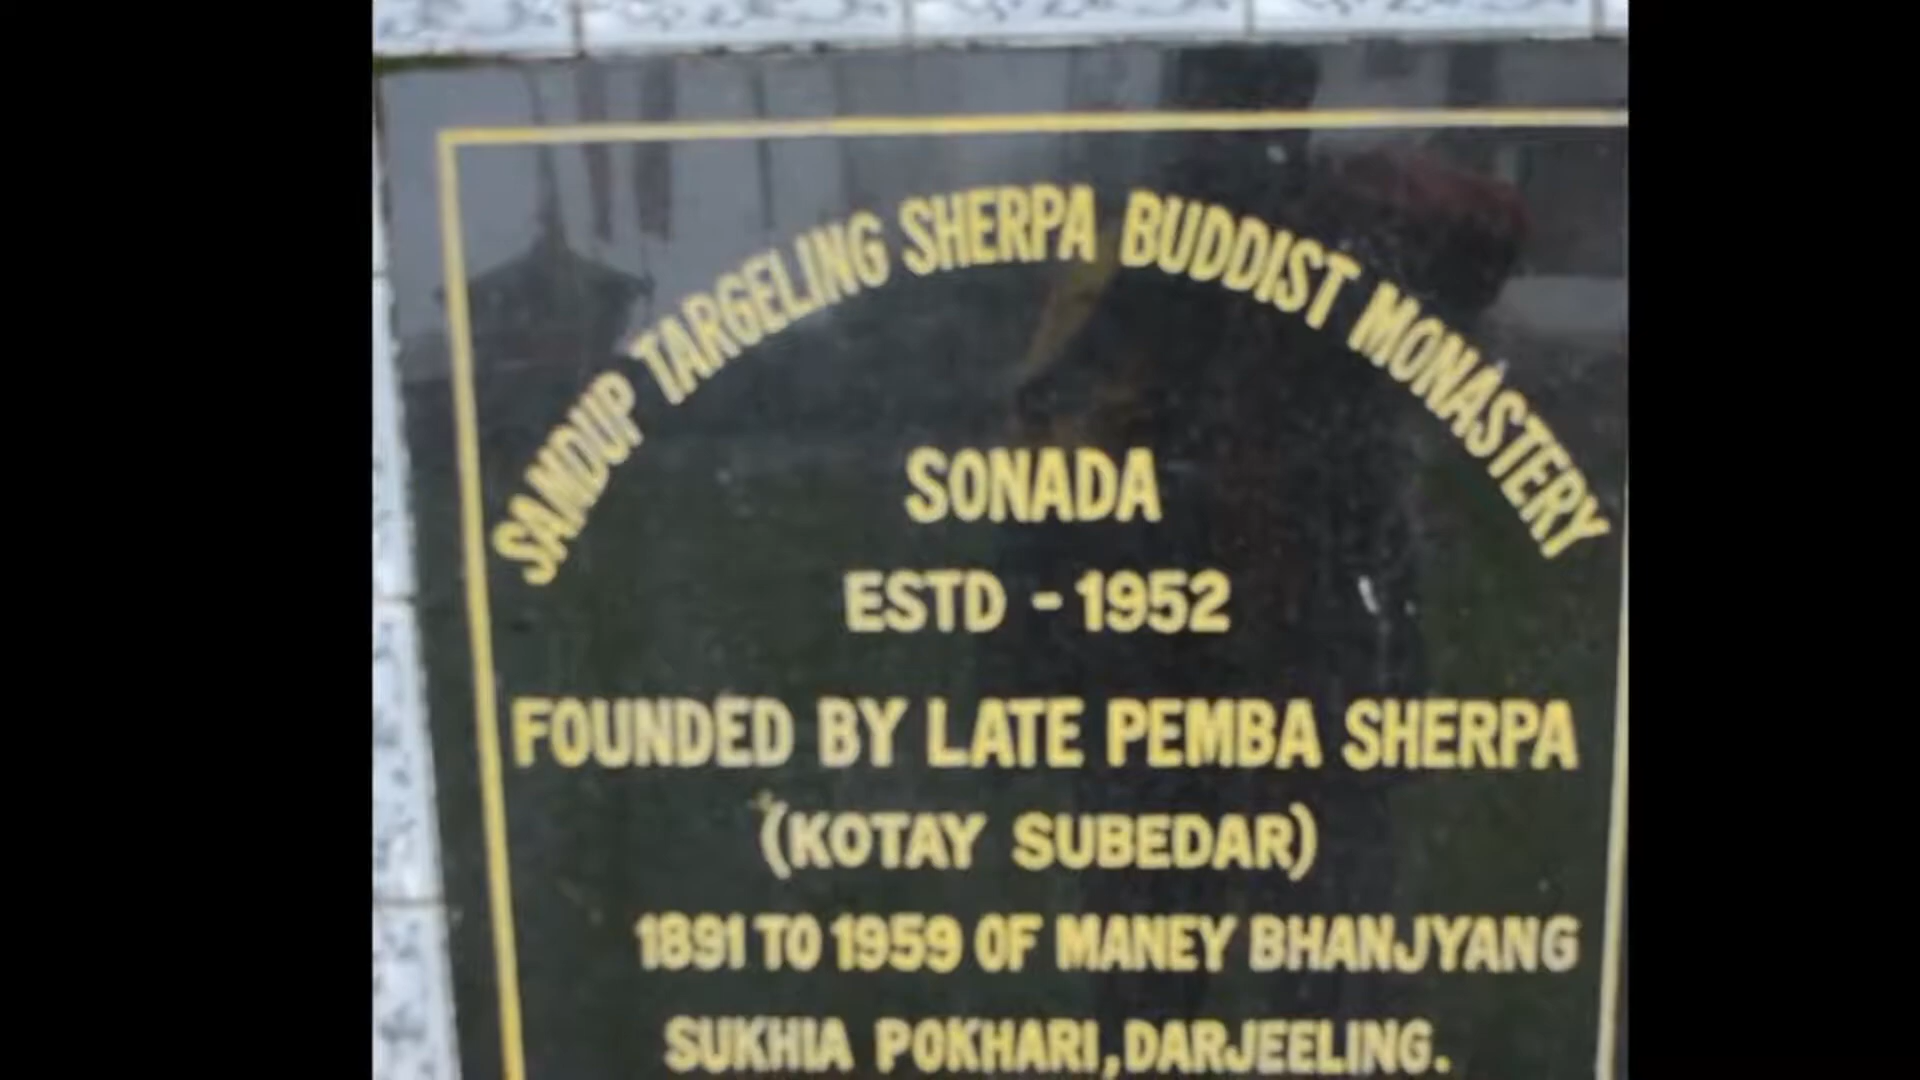 SAMDUP TARGELING SHERPA BUDDIST MONASTERY
SONADA
ESTD - 1952
FOUNDED BY LATE PEMBA SHERPA
(KOTAY SUBEDAR)
1891 TO 1959 OF MANEY BHANJYANG
SUKHIA POKHARI, DARJEELING.